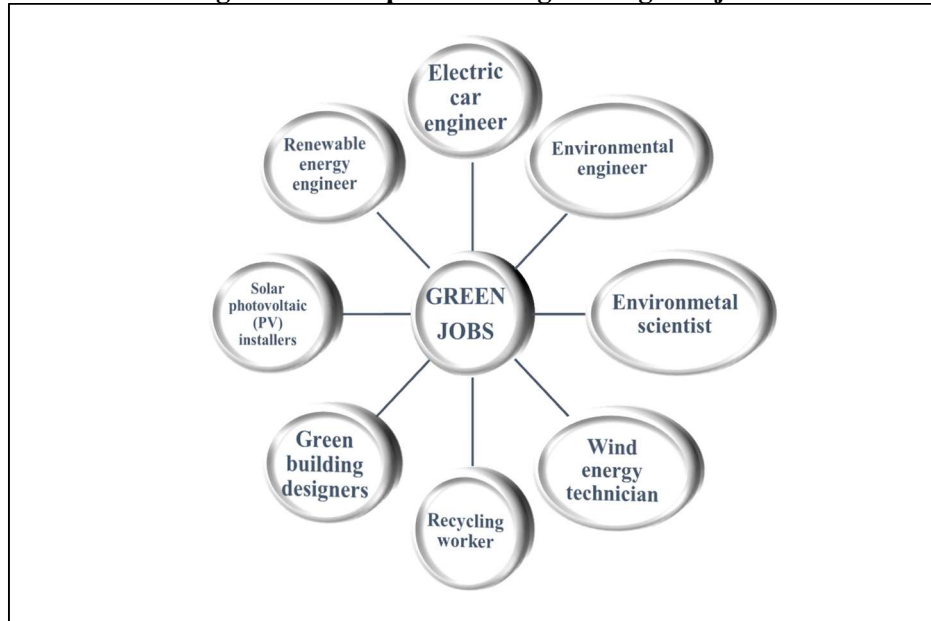 Electric
car
engineer
Environmental
engineer
Environmetal
scientist
Wind
energy
technician
Recycling
worker
Green
building
designers
Solar
photovoltaic
(PV)
installers
Renewable
energy
engineer
GREEN
JOBS